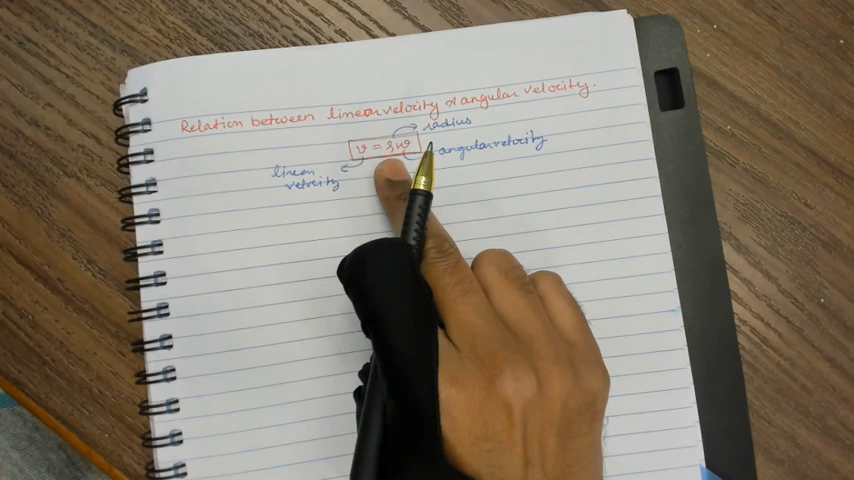 Relation between linear velocity & angular velocity.
radius
v = rω
angular velocity
linear
velocity